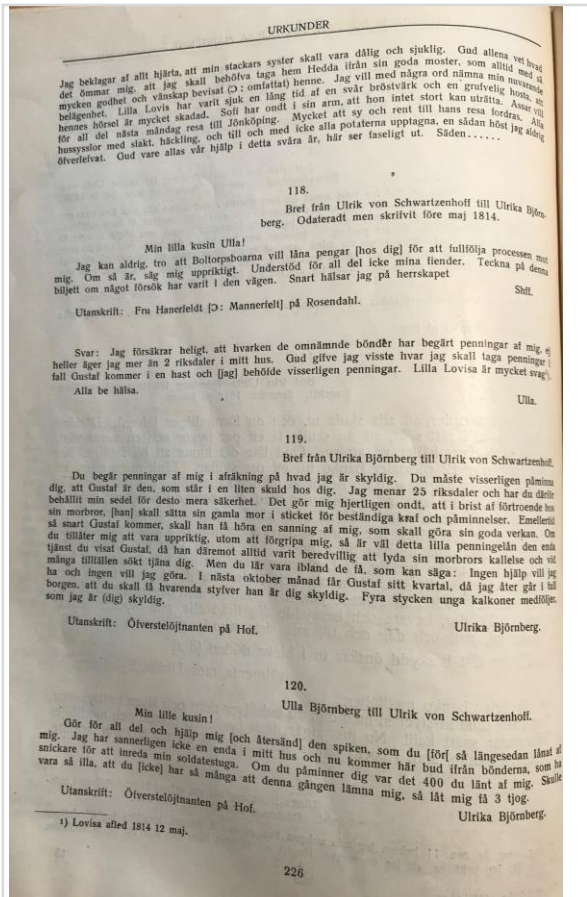 URKUNDER
Jag beklagar af allt hjärta, att min stackars syster skall vara dålig och sjuklig. Gud allena vet hvad
det ömmar mig, att jag skall behöfva taga hem Hedda ifrån sin goda moster, som alltid med så
mycken godhet och vänskap bevisat (Ɔ: omfattat) henne. Jag vill med några ord nämna min nuvarande
belägenhet. Lilla Lovis har varit sjuk en lång tid af en svår bröstvärk och en grufvelig hosta, att
hennes hörsel är mycket skadad. Sofi har ondt i sin arm, att hon intet stort kan uträtta. Assar vill
för all del nästa måndag resa till Jönköping. Mycket att sy och rent till hans resa fordras. Alla
hussysslor med slakt, häckling, och till och med icke alla potaterna upptagna, en sådan höst jag aldrig
öfverlefvat. Gud vare allas vår hjälp i detta svåra år, här ser faseligt ut. Säden......
118.
Bref från Ulrik von Schwartzenhoff till Ulrika Björn-
berg. Odateradt men skrifvit före maj 1814.
Min lilla kusin Ulla!
Jag kan aldrig, tro att Boltorpsboarna vill låna pengar [hos dig] för att fullfölja processen mot
mig. Om så är, säg mig uppriktigt. Understöd för all del icke mina fiender. Teckna på denna
biljett om något försök har varit i den vägen. Snart hälsar jag på herrskapet
Shff.
Utanskrift: Fru Hanerfeldt [Ɔ: Mannerfelt] på Rosendahl.
Svar: Jag försäkrar heligt, att hvarken de omnämnde bönder har begärt penningar af mig, ej
heller äger jag mer än 2 riksdaler i mitt hus. Gud gifve jag visste hvar jag skall taga penningar i
fall Gustaf kommer i en hast och [jag] behöfde visserligen penningar. Lilla Lovisa är mycket svag¹).
Alla be hälsa.
Ulla.
119.
Bref från Ulrika Björnberg till Ulrik von Schwartzenhoff.
Du begär penningar af mig i afräkning på hvad jag är skyldig. Du måste visserligen påminna
dig, att Gustaf är den, som står i en liten skuld hos dig. Jag menar 25 riksdaler och har du därför
behållit min sedel för desto mera säkerhet. Det gör mig hjertligen ondt, att i brist af förtroende hos
sin morbror, [han] skall sätta sin gamla mor i sticket för beständiga kraf och påminnelser. Emellertid
så snart Gustaf kommer, skall han få höra en sanning af mig, som skall göra sin goda verkan. Om
du tillåter mig att vara uppriktig, utom att förgripa mig, så är väl detta lilla penningelån den enda
tjänst du visat Gustaf, då han däremot alltid varit beredvillig att lyda sin morbrors kallelse och vid
många tillfällen sökt tjäna dig. Men du lär vara ibland de få, som kan säga: Ingen hjälp vill jag
ha och ingen vill jag göra. I nästa oktober månad får Gustaf sitt kvartal, då jag åter går i full
borgen, att du skall få hvarenda styfver han är dig skyldig. Fyra stycken unga kalkoner medföljer,
som jag är (dig) skyldig.
Utanskrift: Öfverstelöjtnanten på Hof.
Ulrika Björnberg.
120.
Ulla Björnberg till Ulrik von Schwartzenhoff.
Min lille kusin!
Gör för all del och hjälp mig [och återsänd] den spiken, som du [för[ så längesedan lånat af
mig. Jag har sannerligen icke en enda i mitt hus och nu kommer här bud ifrån bönderna, som ha
snickare för att inreda min soldatestuga. Om du påminner dig var det 400 du länt af mig. Skulle
vara så illa, att du [icke] har så många att denna gången lämna mig, så låt mig få 3 tjog.
Utanskrift: Öfverstelöjtnanten på Hof.
Ulrika Björnberg.
¹) Lovisa afled 1814 12 maj.
226